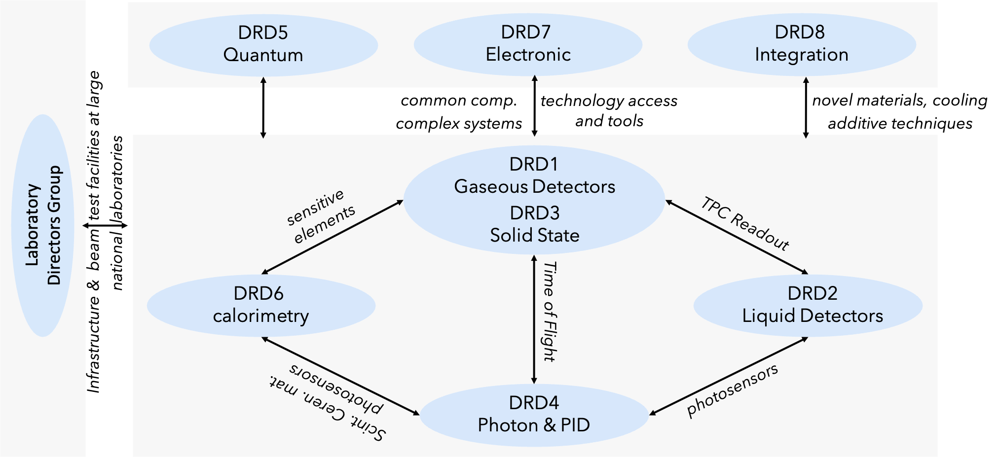 DRD5
Quantum
DRD7
Electronic
DRD8
Integration
common comp.
complex systems
technology access
and tools
novel materials, cooling
additive techniques
Laboratory
Directors Group
Infrastructure & beam test facilities at large
national laboratories
DRD1
Gaseous Detectors
DRD3
Solid State
sensitive
elements
TPC Readout
Time of Flight
DRD6
calorimetry
DRD2
Liquid Detectors
Scint. Ceren. mat.
photosensors
photosensors
DRD4
Photon & PID